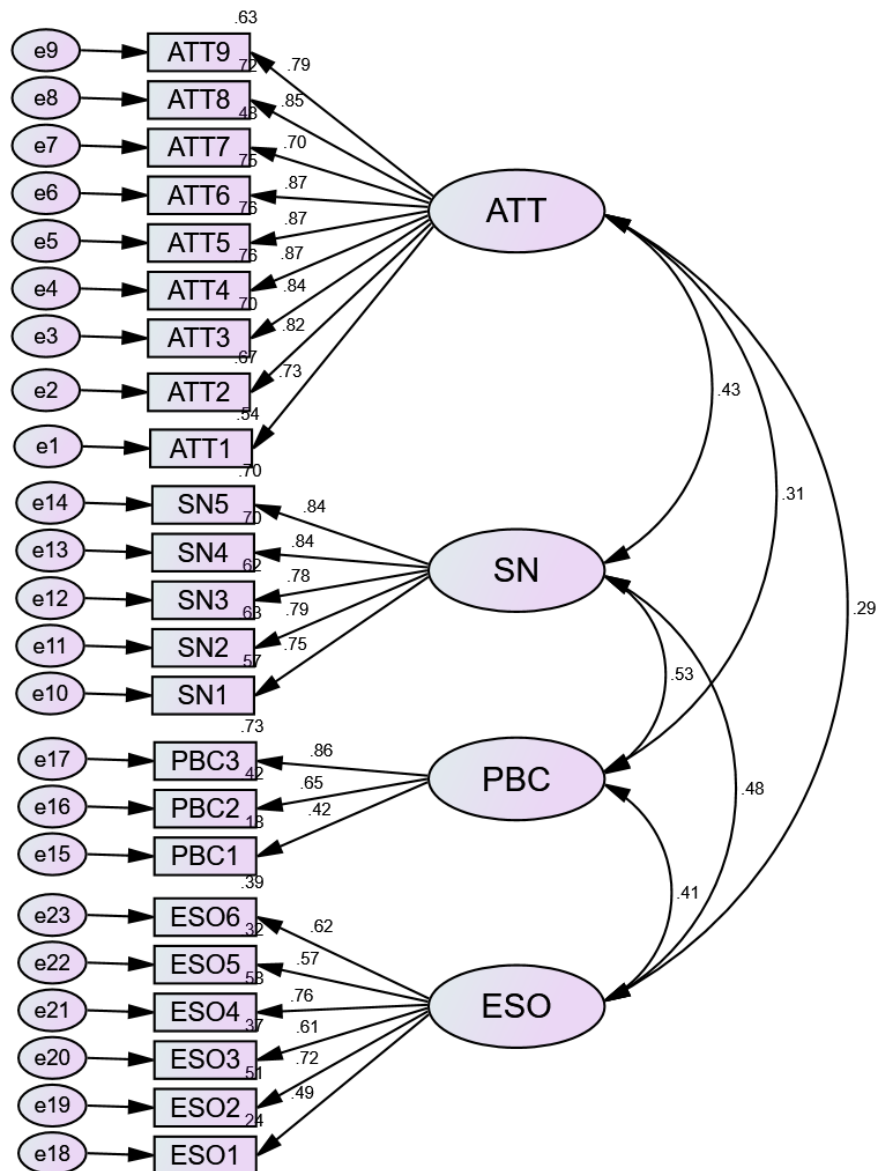 .63
e9 ATT9 .79
.72
e8 ATT8 .85
.48
e7 ATT7 .70
.75
e6 ATT6 .87
ATT
.76
e5 ATT5 .87
.76
e4 ATT4 .87
.70
e3 ATT3 .84
.82
.67
e2 ATT2 .73
.43
.54
e1 ATT1
.70
e14 SN5 .84
.31
.70
e13 SN4 .84
.62
SN
e12 SN3 .78
.63
.79
.29
e11 SN2 .75
.57
.53
e10 SN1
.73
e17 PBC3 .86
.42
PBC
.48
e16 PBC2 .65
.18
.42
e15 PBC1
.39
.41
e23 ESO6 .62
.32
e22 ESO5 .57
.58
ESO
e21 ESO4 .76
.37
.61
e20 ESO3 .72
.51
.49
e19 ESO2
.24
e18 ESO1